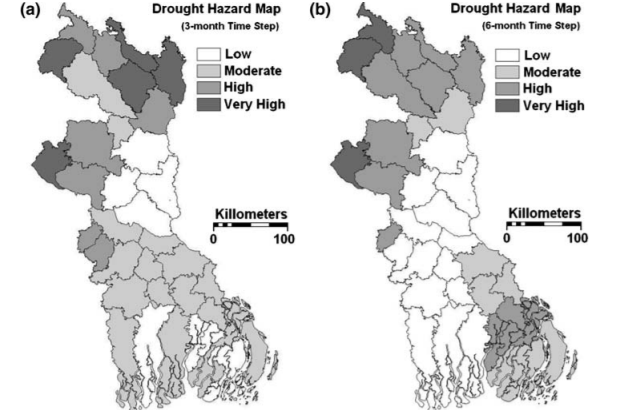 (a)
Drought Hazard Map
(3-month Time Step)
Low
Moderate
High
Very High
Killometers
0 100
(b)
Drought Hazard Map
(6-month Time Step)
Low
Moderate
High
Very High
Killometers
0 100